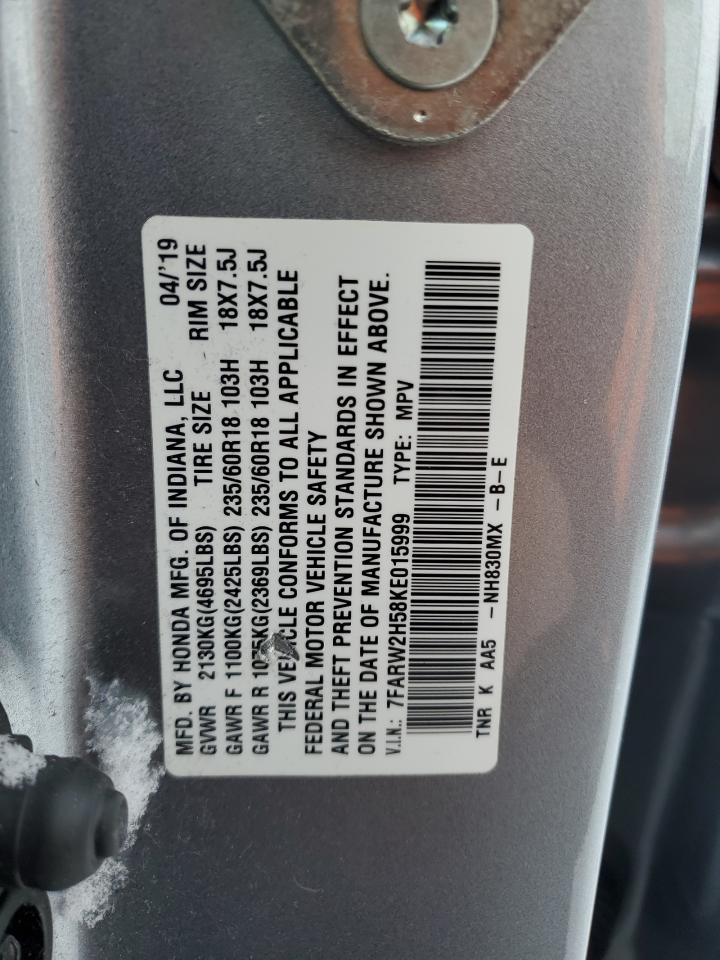 MFD. BY HONDA MFG. OF INDIANA, LLC 04/'19
GVWR 2130KG(4695LBS) TIRE SIZE RIM SIZE
GAWR F 1100KG(2425LBS) 235/60R18 103H 18X7.5J
GAWR R 1075KG(2369LBS) 235/60R18 103H 18X7.5J
THIS VEHICLE CONFORMS TO ALL APPLICABLE
FEDERAL MOTOR VEHICLE SAFETY
AND THEFT PREVENTION STANDARDS IN EFFECT
ON THE DATE OF MANUFACTURE SHOWN ABOVE.
V.I.N.: 7FARW2H58KE015999 TYPE: MPV
TNR K AA5 -NH830MX -B-E